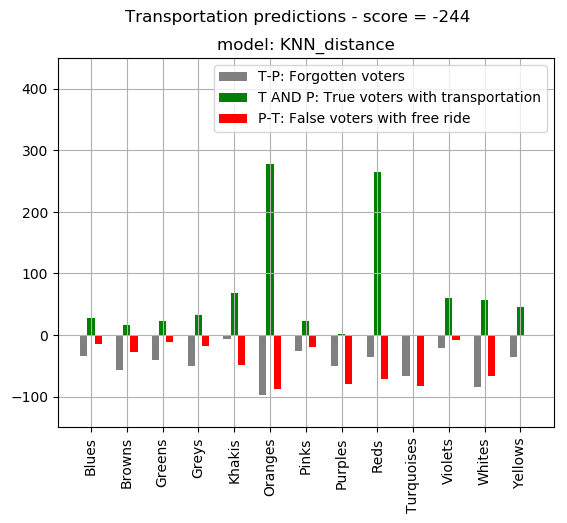 Transportation predictions - score = -244
model: KNN_distance
T-P: Forgotten voters
T AND P: True voters with transportation
P-T: False voters with free ride
400
300
200
100
0
−100
Blues
Browns
Greens
Greys
Khakis
Oranges
Pinks
Purples
Reds
Turquoises
Violets
Whites
Yellows